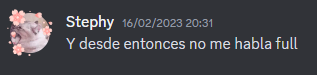 Stephy 16/02/2023 20:31
Y desde entonces no me habla full